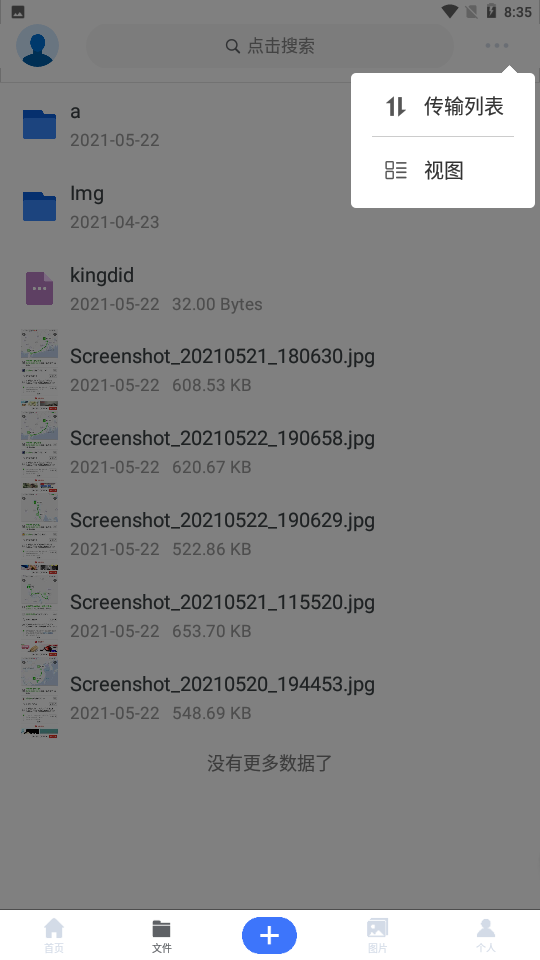 8:35
点击搜索
传输列表
视图
a
2021-05-22
Img
2021-04-23
kingdid
2021-05-22 32.00 Bytes
Screenshot_20210521_180630.jpg
2021-05-22 608.53 KB
Screenshot_20210522_190658.jpg
2021-05-22 620.67 KB
Screenshot_20210522_190629.jpg
2021-05-22 522.86 KB
Screenshot_20210521_115520.jpg
2021-05-22 653.70 KB
Screenshot_20210520_194453.jpg
2021-05-22 548.69 KB
没有更多数据了
首页 文件 图片 个人